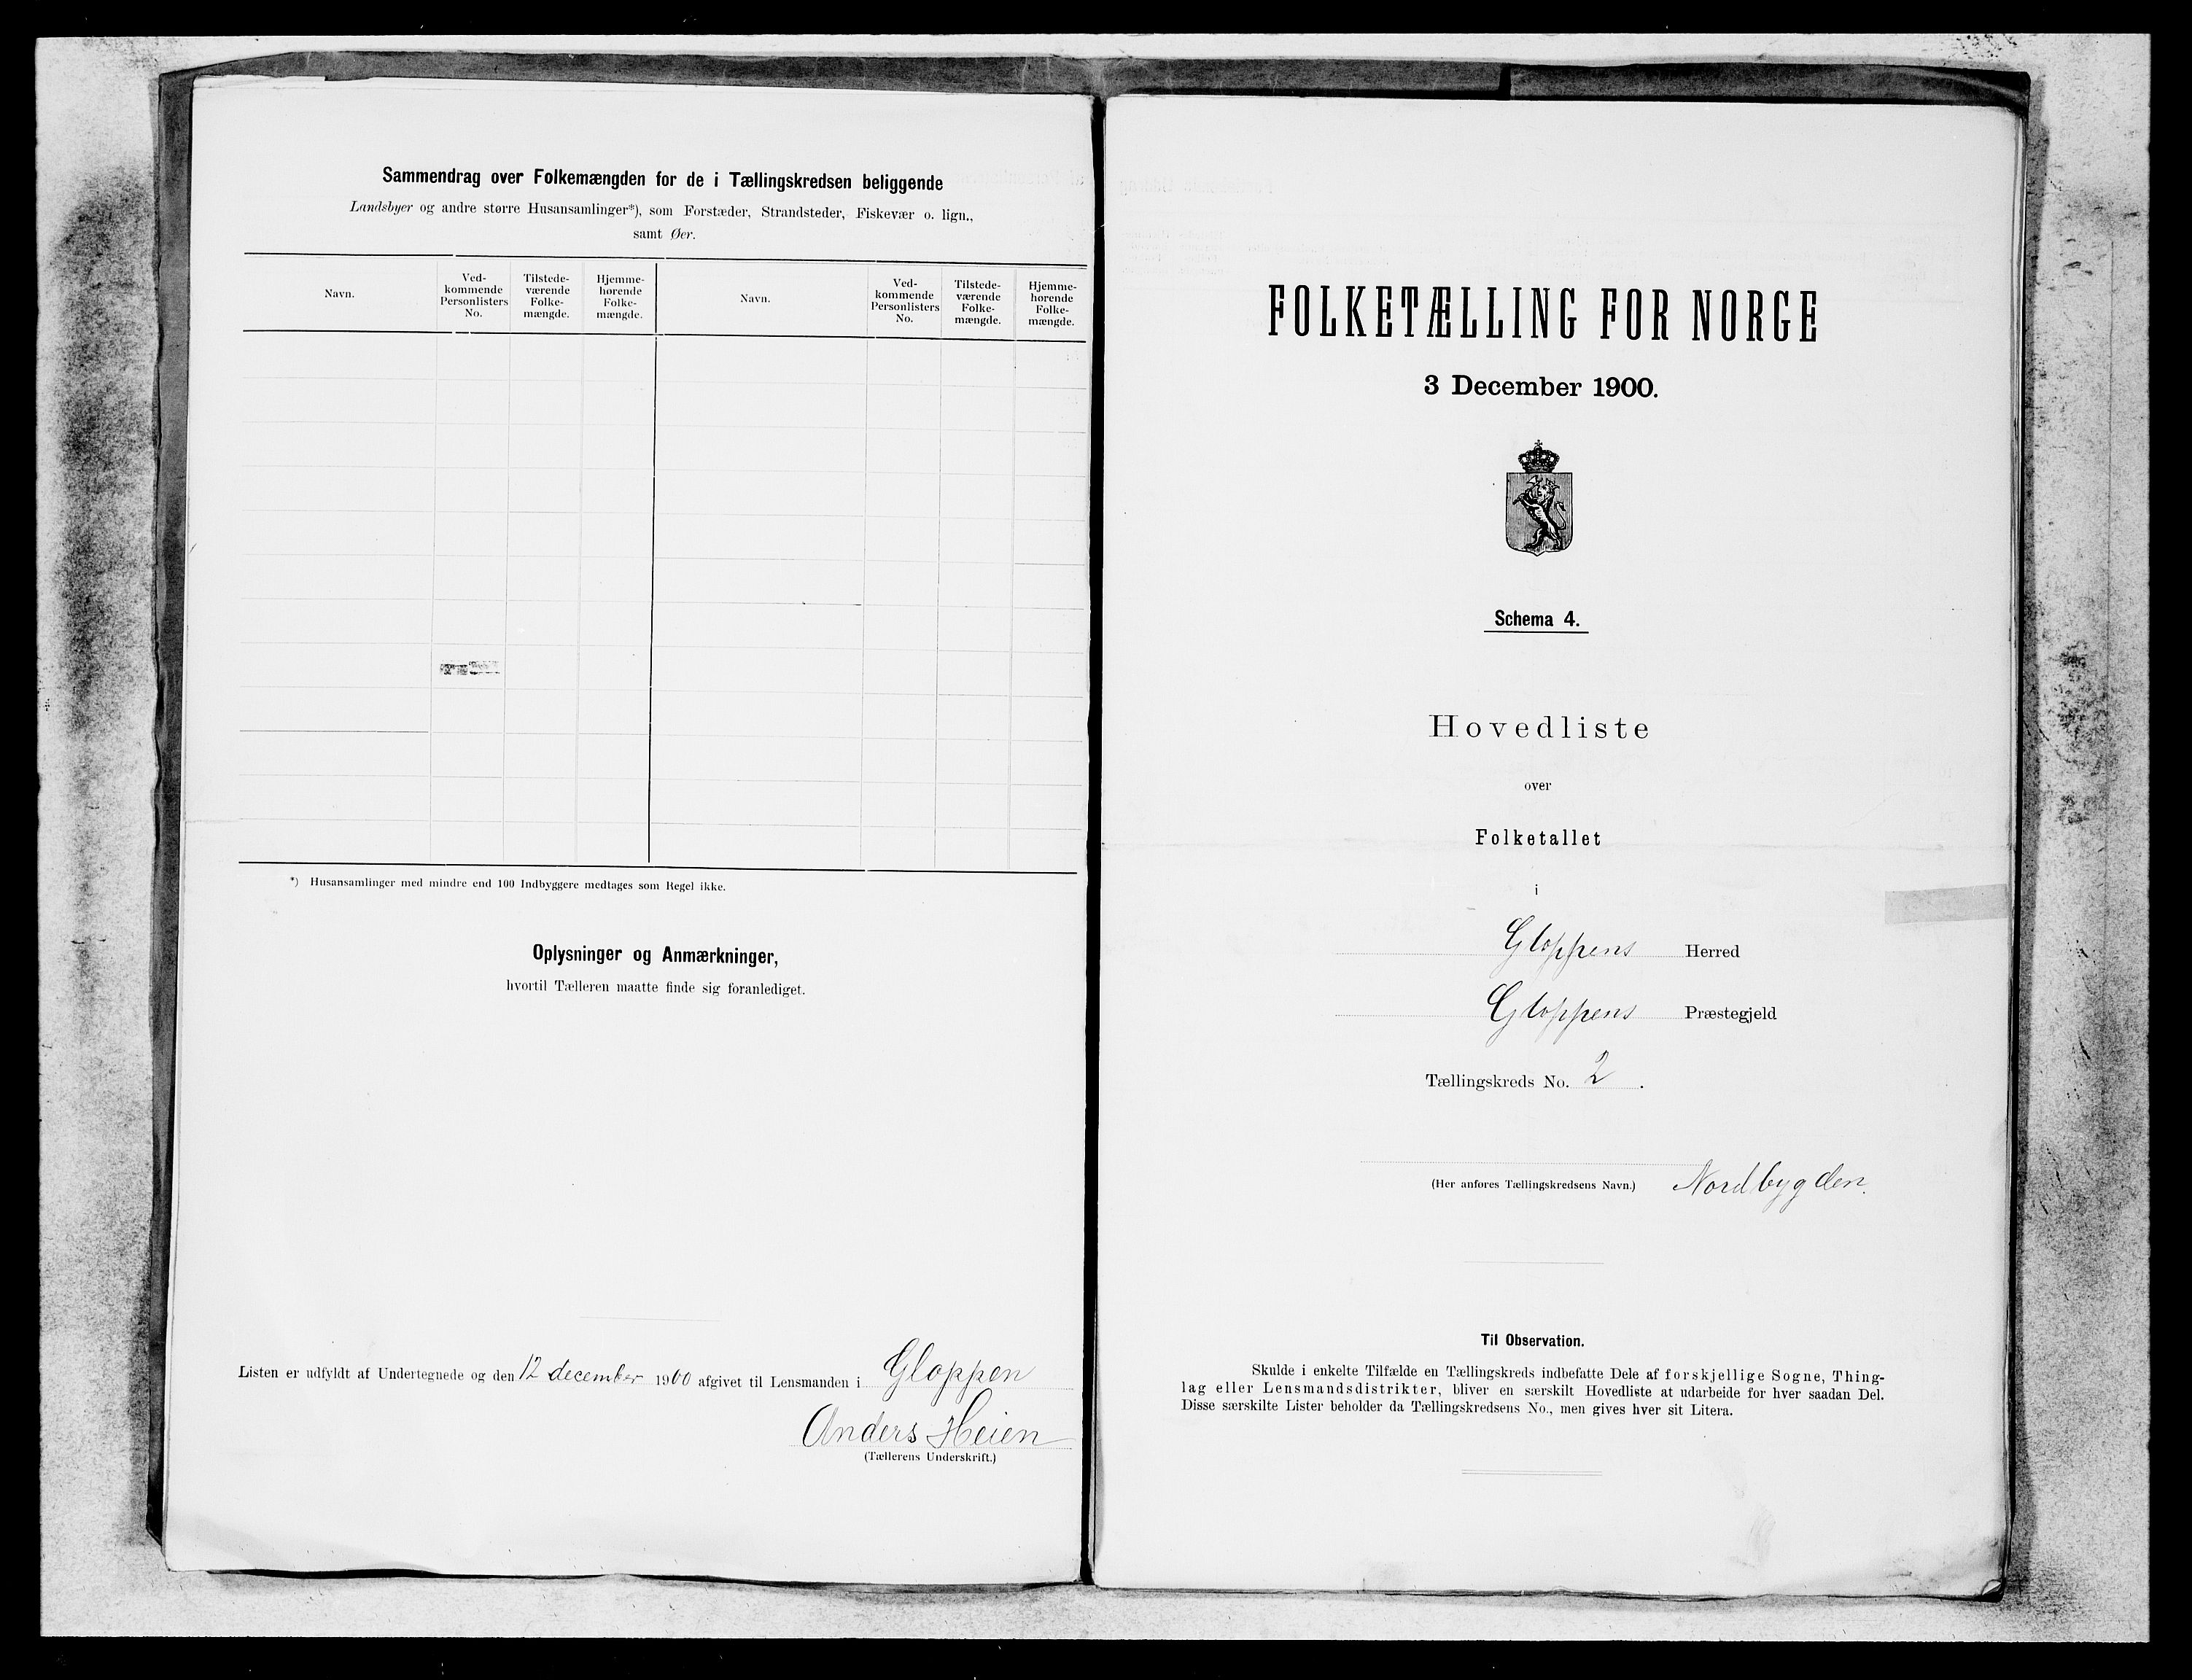 Sammendrag over Folkemængden for de i Tællingskredsen beliggende
Landsbyer og andre større Husansamlinger*), som Forstæder, Strandsteder, Fiskevær o. lign.,
samt Øer.
Navn.
Ved-
kommende
Personlisters
No.
Tilstede-
værende
Folke-
mængde.
Hjemme-
hørende
Folke-
mængde.
Navn.
Ved-
kommende
Personlisters
No.
Tilstede-
værende
Folke-
mængde.
Hjemme-
hørende
Folke-
mængde.
*) Husansamlinger med mindre end 100 Indbyggere medtages som Regel ikke.
Oplysninger og Anmærkninger,
hvortil Tælleren maatte finde sig foranlediget.
Listen er udfyldt af Undertegnede og den 12 december 1900 afgivet til Lensmanden i Gloppen
Anders Heien
(Tællerens Underskrift.)
FOLKETÆLLING FOR NORGE
3 December 1900.
Schema 4.
Hovedliste
over
Folketallet
i
Gloppens Herred
Gloppens Præstegjeld
Tællingskreds No. 2.
(Her anføres Tællingskredsens Navn.) Nordbygden.
Til Observation.
Skulde i enkelte Tilfælde en Tællingskreds indbefatte Dele af forskjellige Sogne, Thing-
lag eller Lensmandsdistrikter, bliver en særskilt Hovedliste at udarbeide for hver saadan Del.
Disse særskilte Lister beholder da Tællingskredsens No., men gives hver sit Litera.